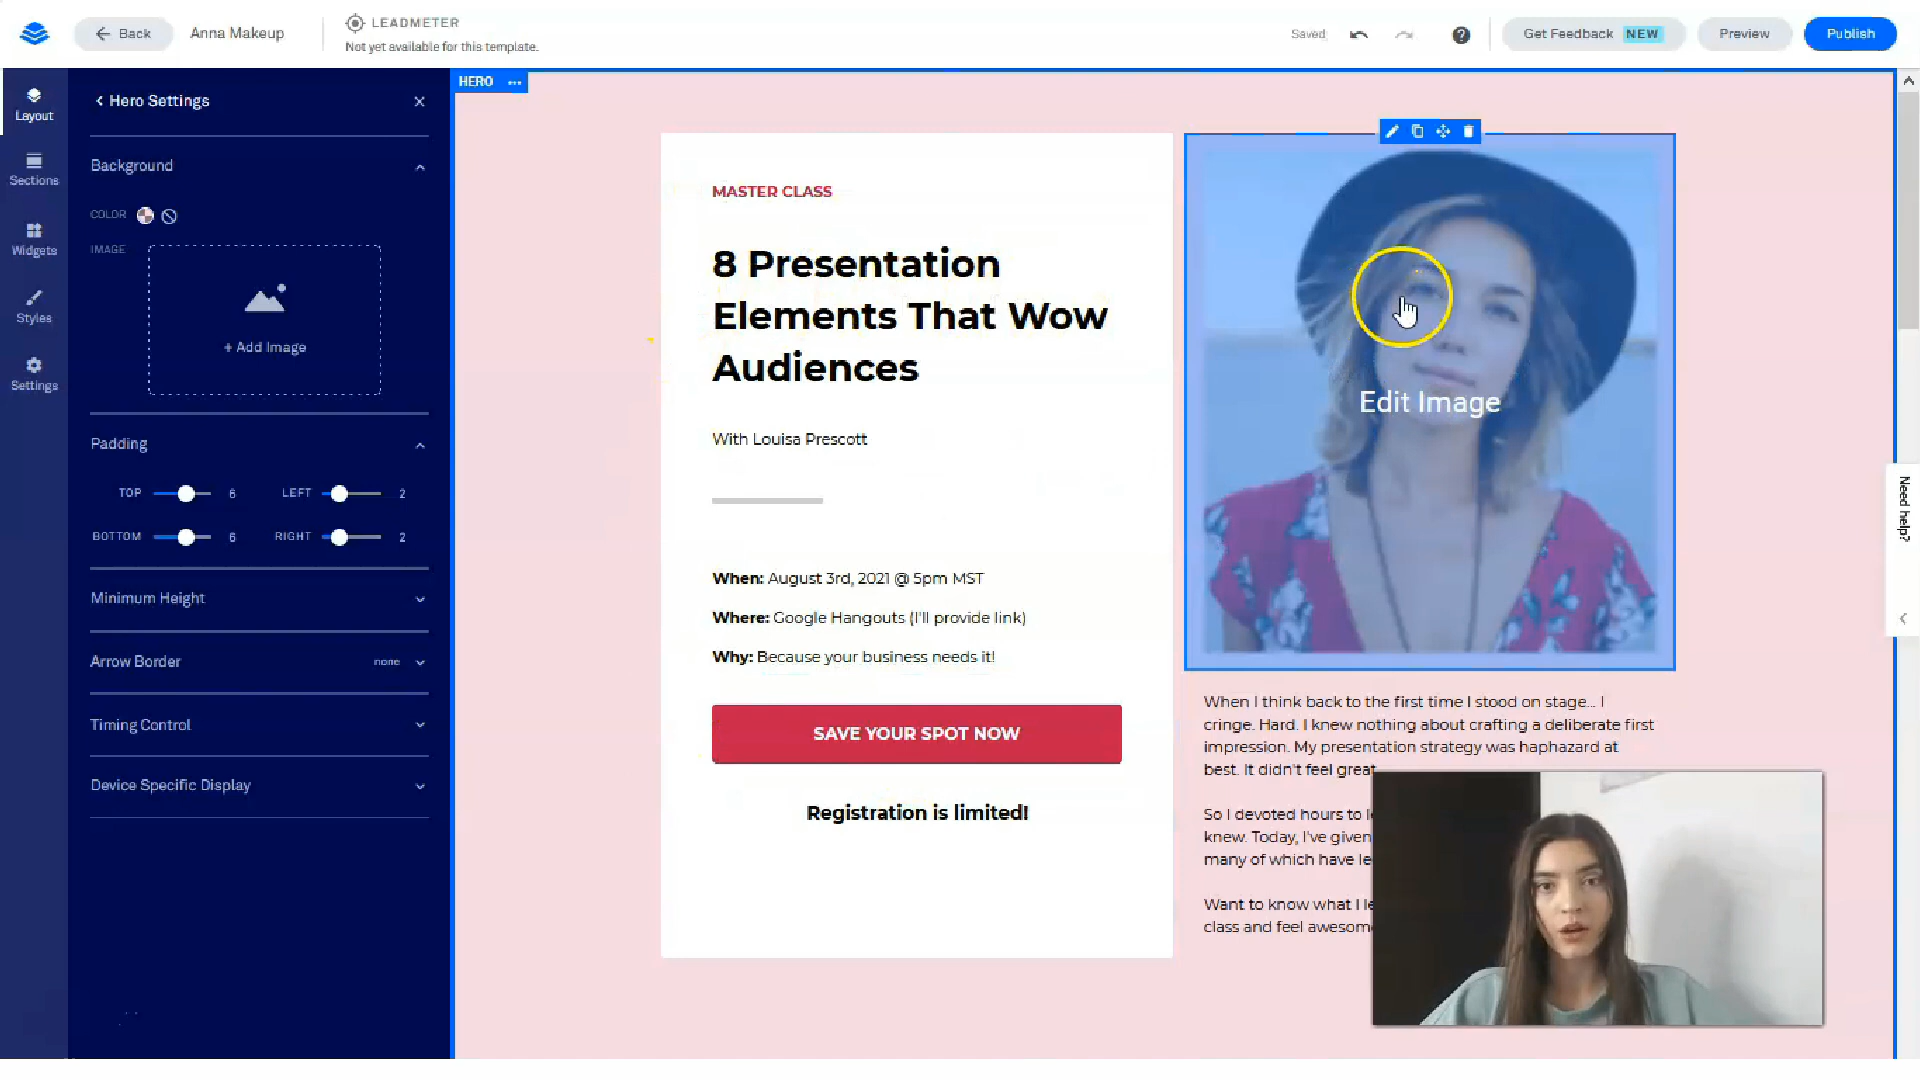 Back
Anna Makeup
LEADMETER
Not yet available for this template.
Saved
Get Feedback NEW
Preview
Publish
Layout
Sections
Widgets
Styles
Settings
Hero Settings
Background
COLOR
IMAGE
+ Add Image
Padding
TOP 6 LEFT 2
BOTTOM 6 RIGHT 2
Minimum Height
Arrow Border none
Timing Control
Device Specific Display
HERO
MASTER CLASS
8 Presentation
Elements That Wow
Audiences
With Louisa Prescott
When: August 3rd, 2021 @ 5pm MST
Where: Google Hangouts (I'll provide link)
Why: Because your business needs it!
SAVE YOUR SPOT NOW
Registration is limited!
Edit Image
When I think back to the first time I stood on stage... I
cringe. Hard. I knew nothing about crafting a deliberate first
impression. My presentation strategy was haphazard at
best. It didn't feel great
So I devoted hours to
knew. Today, I've given
many of which have
Want to know what I
class and feel
Need help?